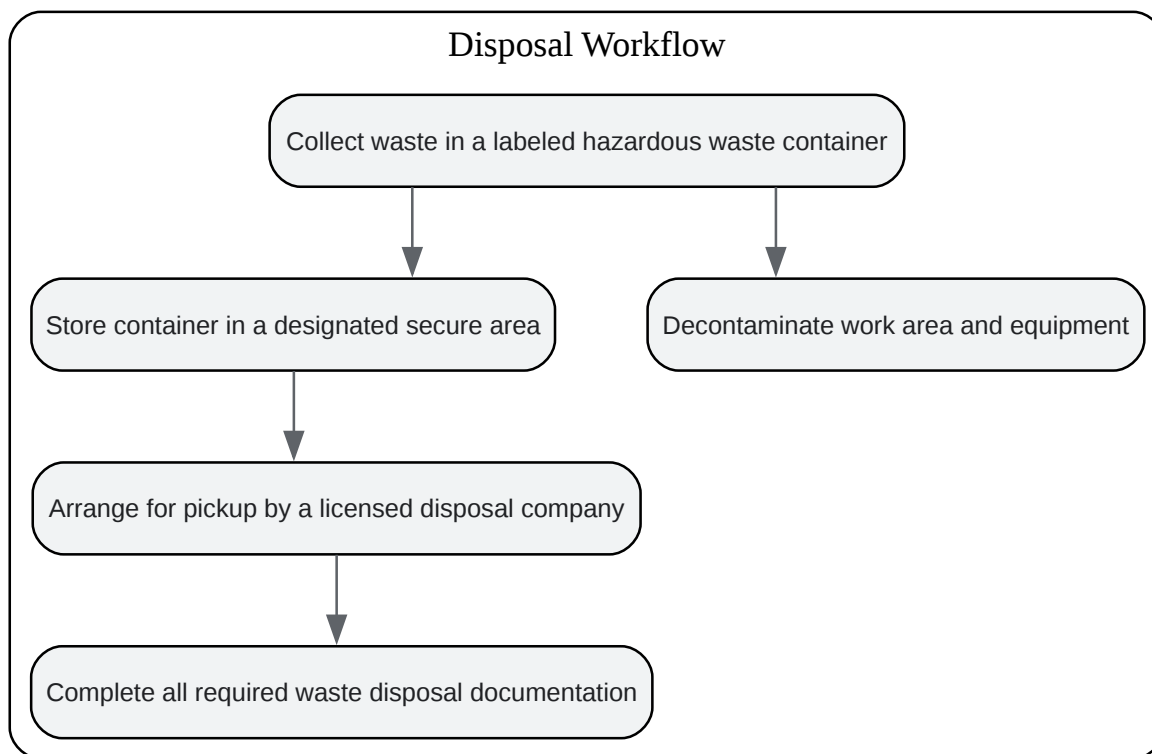 Disposal Workflow
Collect waste in a labeled hazardous waste container
Store container in a designated secure area
Decontaminate work area and equipment
Arrange for pickup by a licensed disposal company
Complete all required waste disposal documentation